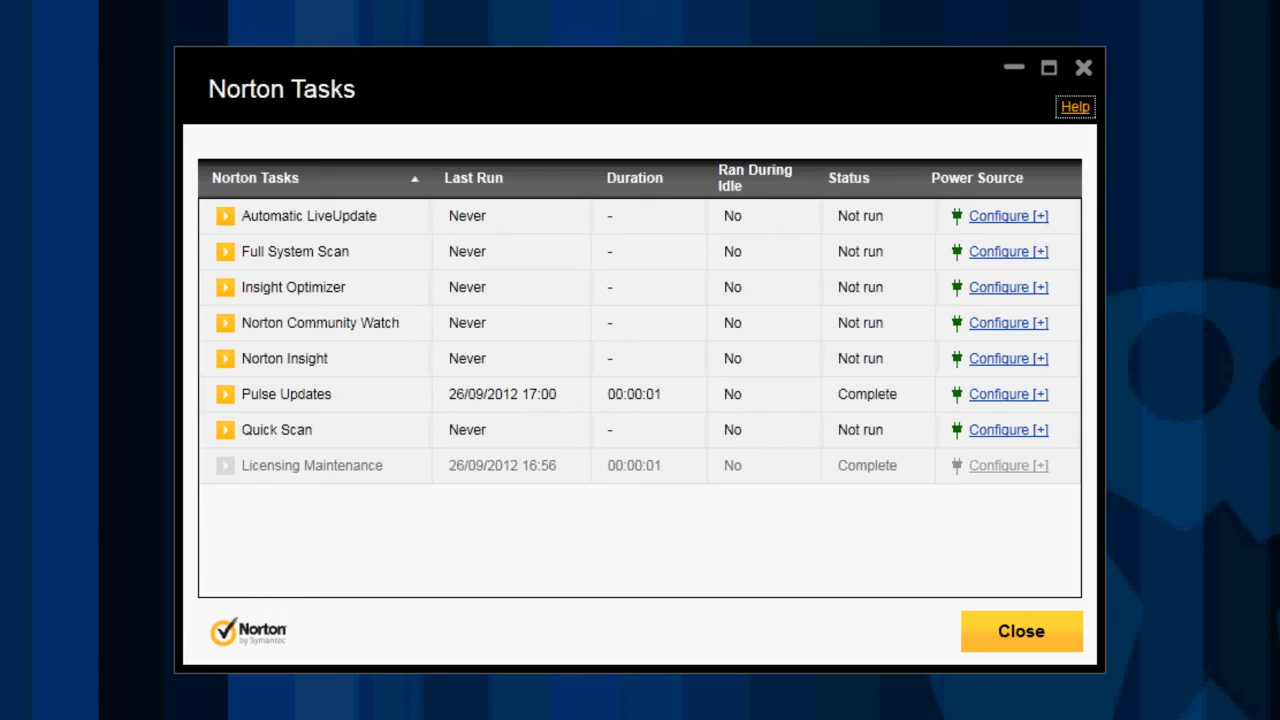 Norton Tasks
Help
Norton Tasks Last Run Duration Ran During Idle Status Power Source
Automatic LiveUpdate Never - No Not run Configure [+]
Full System Scan Never - No Not run Configure [+]
Insight Optimizer Never - No Not run Configure [+]
Norton Community Watch Never - No Not run Configure [+]
Norton Insight Never - No Not run Configure [+]
Pulse Updates 26/09/2012 17:00 00:00:01 No Complete Configure [+]
Quick Scan Never - No Not run Configure [+]
Licensing Maintenance 26/09/2012 16:56 00:00:01 No Complete Configure [+]
Norton
by Symantec
Close